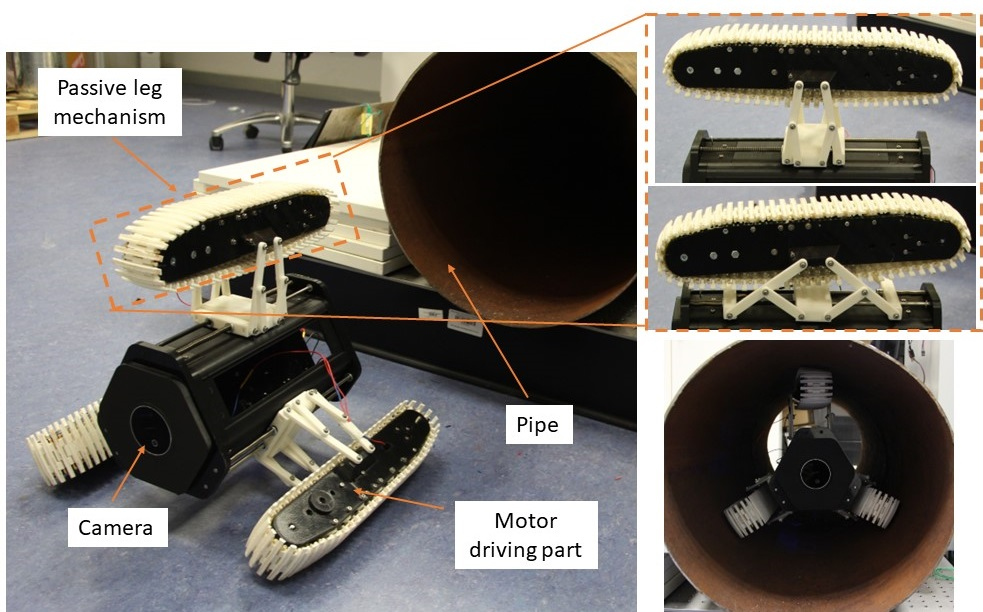 Passive leg
mechanism
Pipe
Camera
Motor
driving part